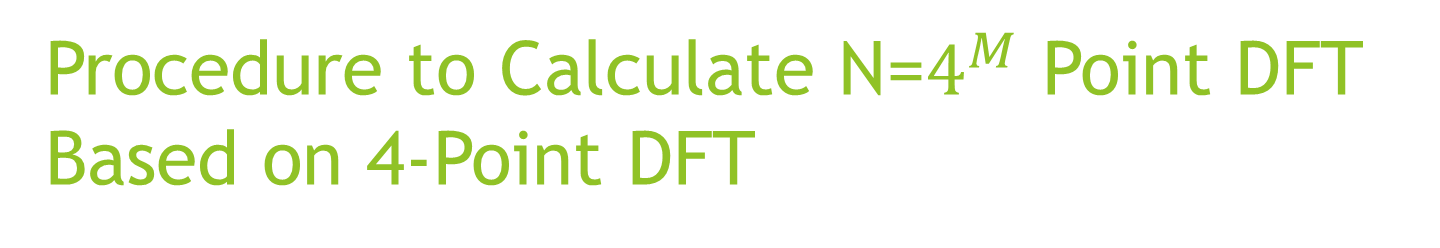 Procedure to Calculate N=4^M Point DFT
Based on 4-Point DFT